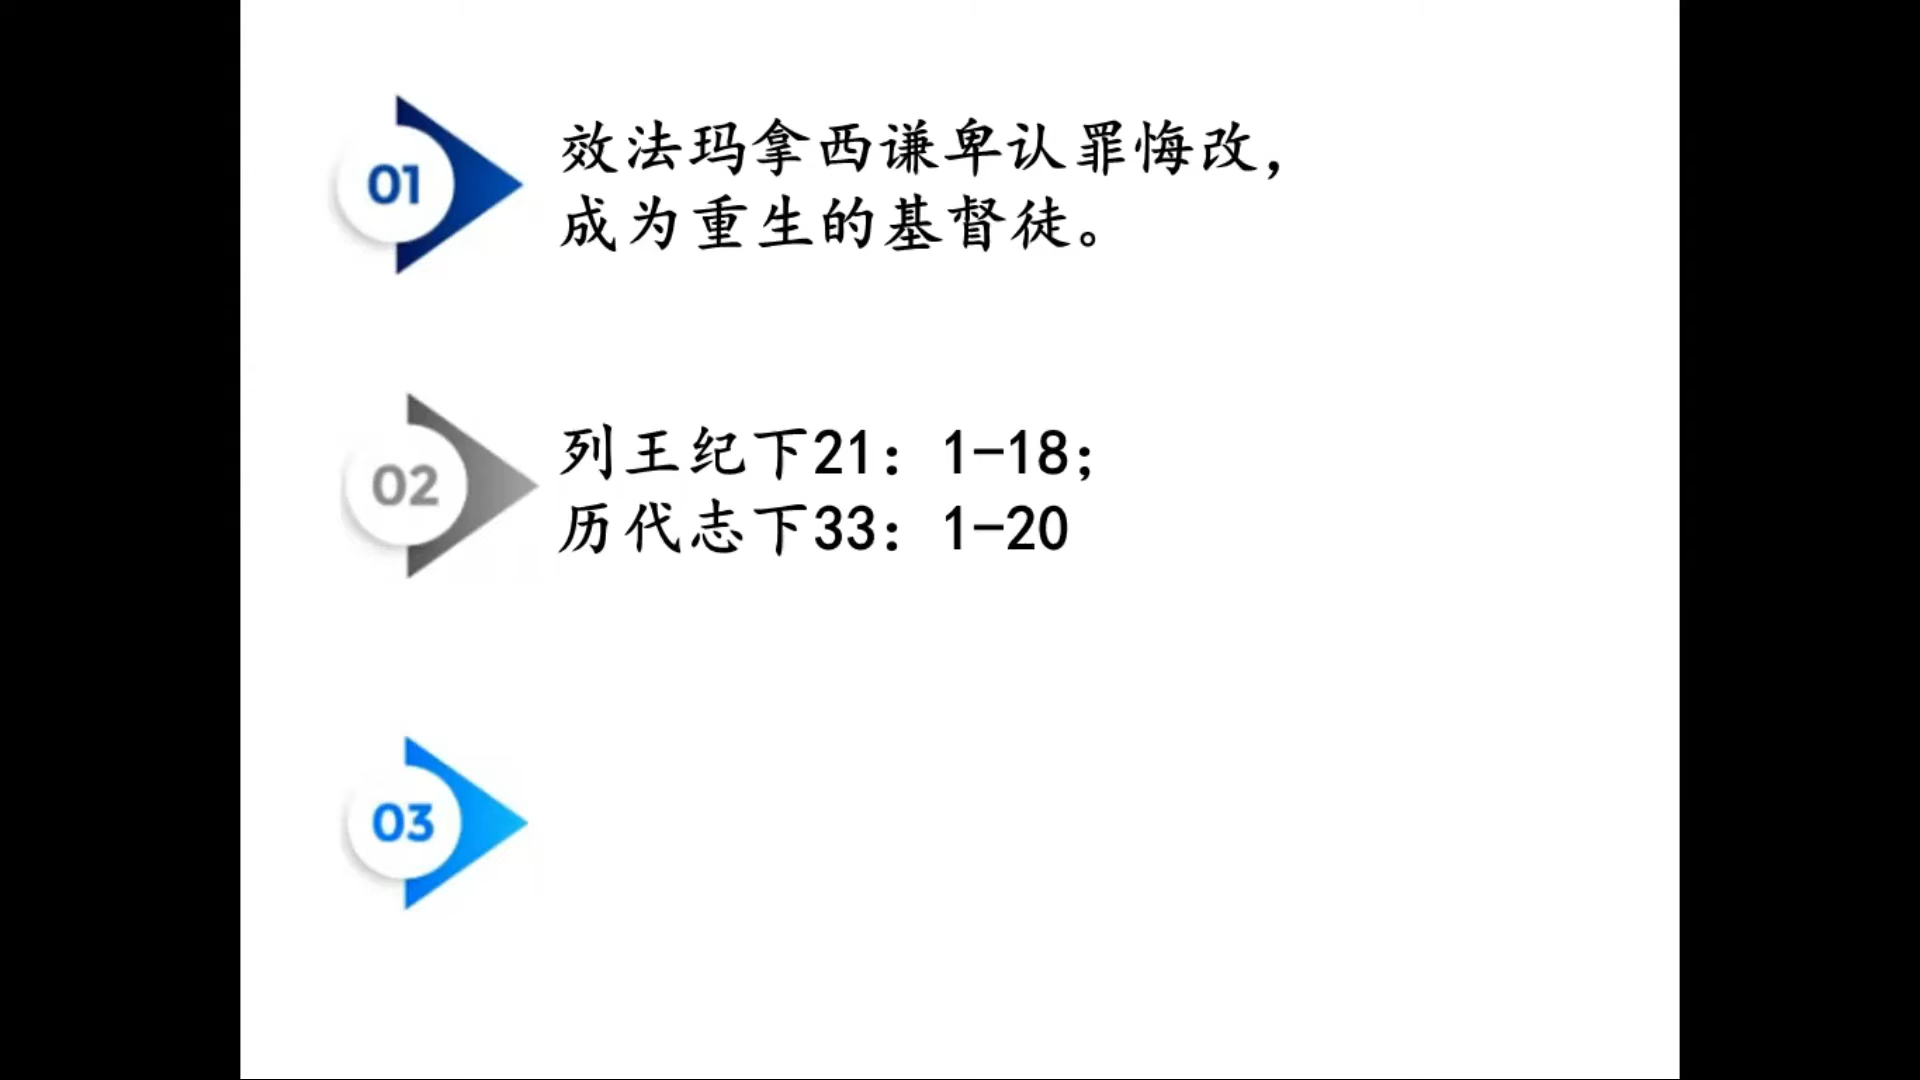 01
效法玛拿西谦卑认罪悔改，
成为重生的基督徒。
02
列王纪下21：1-18；
历代志下33：1-20
03